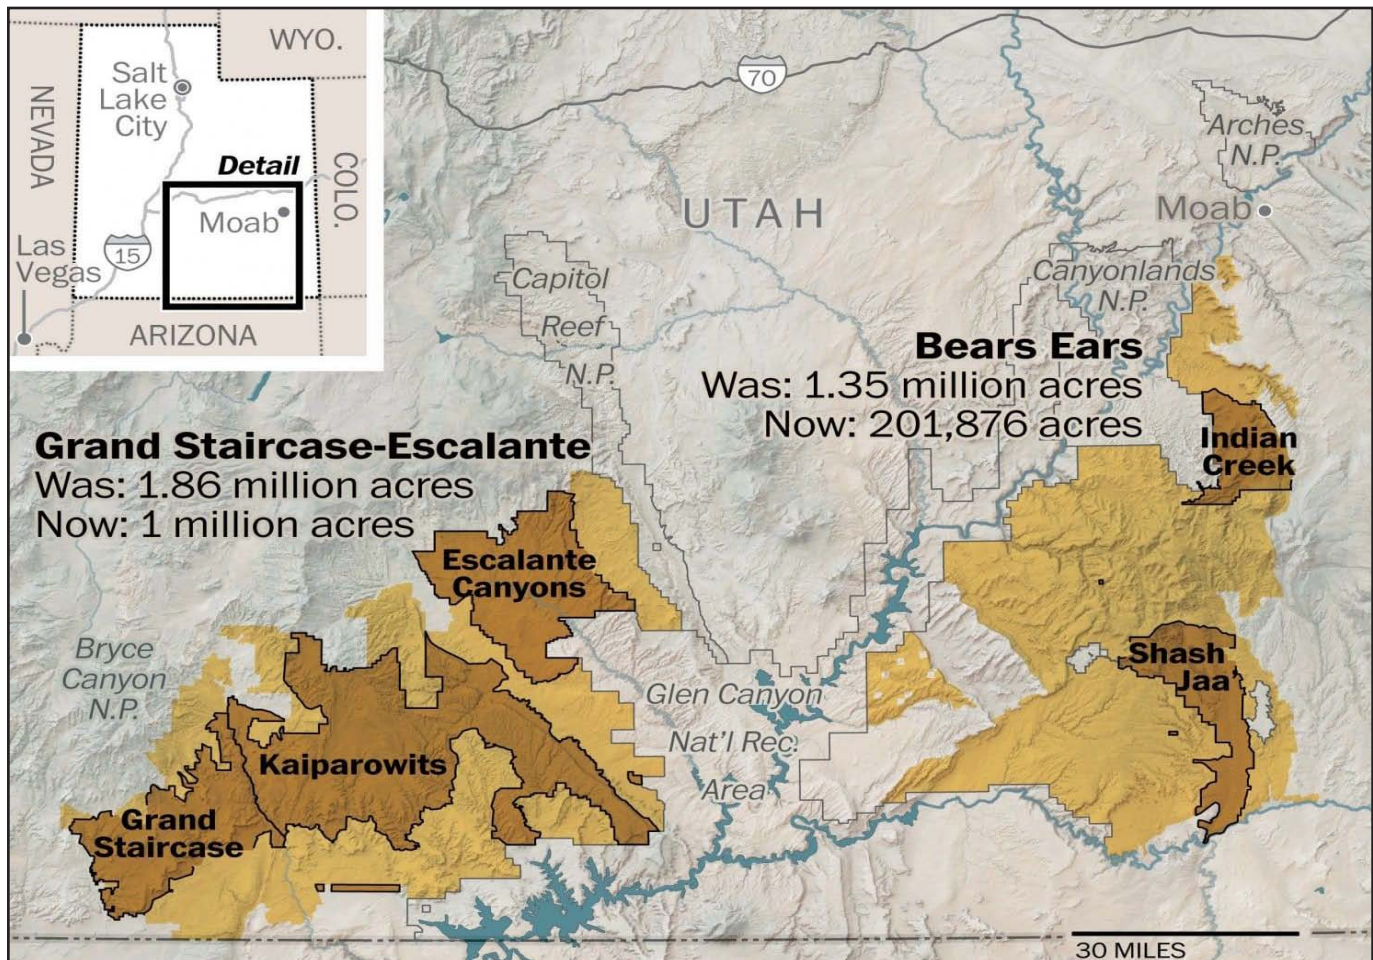 WYO.
Salt
Lake
City
NEVADA
Detail
COLO.
Moab
15
Las
Vegas
ARIZONA
70
Arches
N.P.
UTAH
Moab
Capitol
Reef
N.P.
Canyonlands
N.P.
Bears Ears
Was: 1.35 million acres
Now: 201,876 acres
Grand Staircase-Escalante
Was: 1.86 million acres
Now: 1 million acres
Indian
Creek
Escalante
Canyons
Bryce
Canyon
N.P.
Shash
Jaa
Glen Canyon
Nat'l Rec.
Area
Kaiparowits
Grand
Staircase
30 MILES